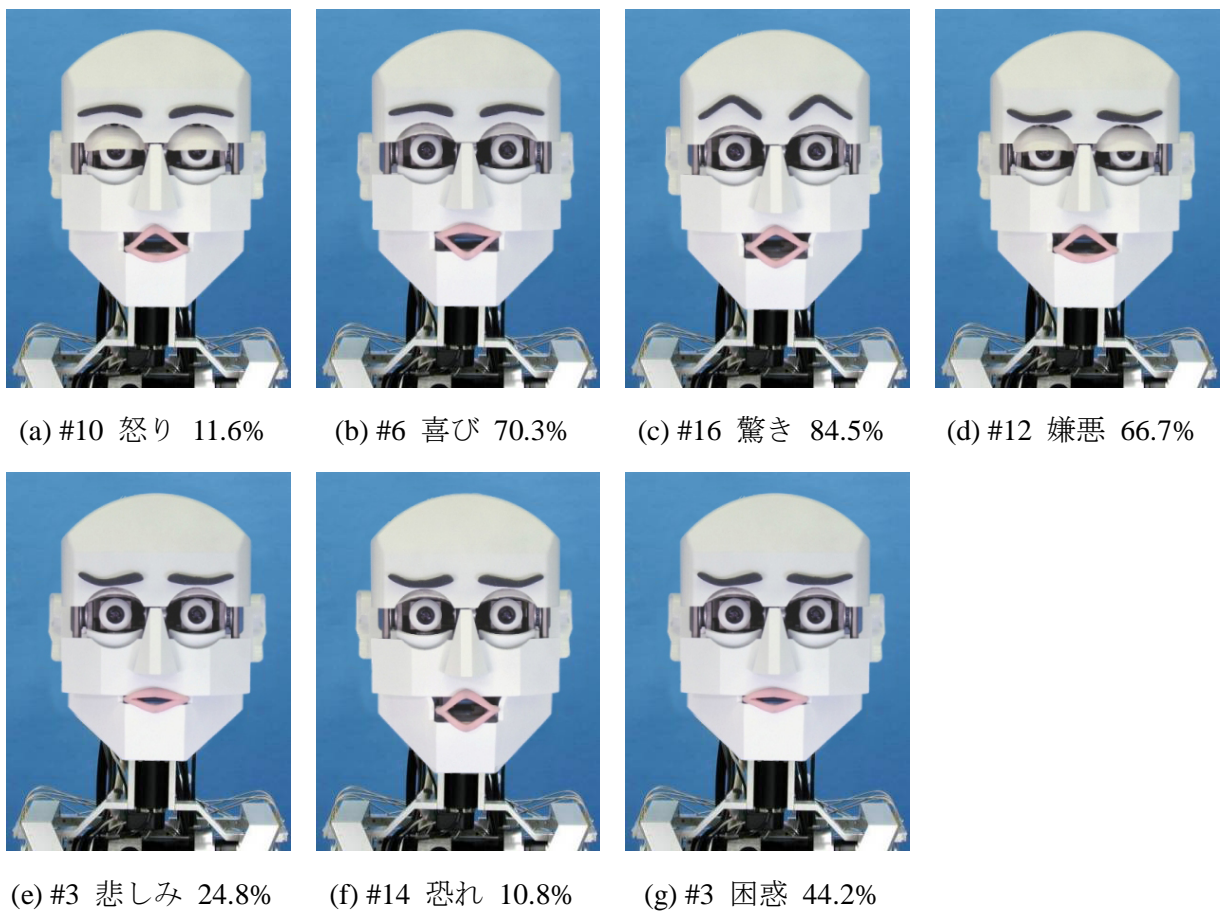 (a) #10 怒り 11.6%
(b) #6 喜び 70.3%
(c) #16 驚き 84.5%
(d) #12 嫌悪 66.7%
(e) #3 悲しみ 24.8%
(f) #14 恐れ 10.8%
(g) #3 困惑 44.2%